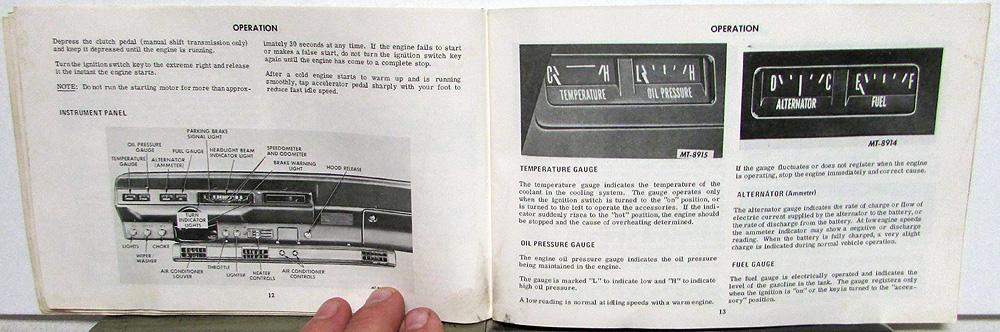 OPERATION
Depress the clutch pedal (manual shift transmission only)
and keep it depressed until the engine is running.
Turn the ignition switch key to the extreme right and release
it the instant the engine starts.
NOTE: Do not run the starting motor for more than approx-
imately 30 seconds at any time. If the engine fails to start
or makes a false start, do not turn the ignition switch key
again until the engine has come to a complete stop.
After a cold engine starts to warm up and is running
smoothly, tap accelerator pedal sharply with your foot to
reduce fast idle speed.
INSTRUMENT PANEL
PARKING BRAKE
SIGNAL LIGHT
OIL PRESSURE
GAUGE
FUEL GAUGE
HEADLIGHT BEAM
INDICATOR LIGHT
SPEEDOMETER
AND ODOMETER
TEMPERATURE
GAUGE
ALTERNATOR
(AMMETER)
BRAKE WARNING
LIGHT
HOOD RELEASE
TURN
INDICATOR
LIGHTS
LIGHTS
CHOKE
WIPER
WASHER
AIR CONDITIONER
LOUVER
THROTTLE
LIGHTER
HEATER
CONTROLS
AIR CONDITIONER
CONTROLS
12
OPERATION
C H L H
TEMPERATURE OIL PRESSURE
MT-8915
D C E F
ALTERNATOR FUEL
MT-8914
TEMPERATURE GAUGE
The temperature gauge indicates the temperature of the
coolant in the cooling system. The gauge operates only
when the ignition switch is turned to the "on" position, or
is turned to the left to operate the accessories. If the indi-
cator suddenly rises to the "hot" position, the engine should
be stopped and the cause of overheating determined.
OIL PRESSURE GAUGE
The engine oil pressure gauge indicates the oil pressure
being maintained in the engine.
The gauge is marked "L" to indicate low and "H" to indicate
high oil pressure.
A low reading is normal at idling speeds with a warm engine.
If the gauge fluctuates or does not register when the engine
is operating, stop the engine immediately and correct cause.
ALTERNATOR (Ammeter)
The alternator gauge indicates the rate of charge or flow of
electric current supplied by the alternator to the battery, or
the rate of discharge from the battery. At low engine speeds
the ammeter indicator may show a negative or discharge
reading. When the battery is fully charged, a very slight
charge is indicated during normal vehicle operation.
FUEL GAUGE
The fuel gauge is electrically operated and indicates the
level of the gasoline in the tank. The gauge registers only
when the ignition is "on" or the key is turned to the "acces-
sory" position.
13